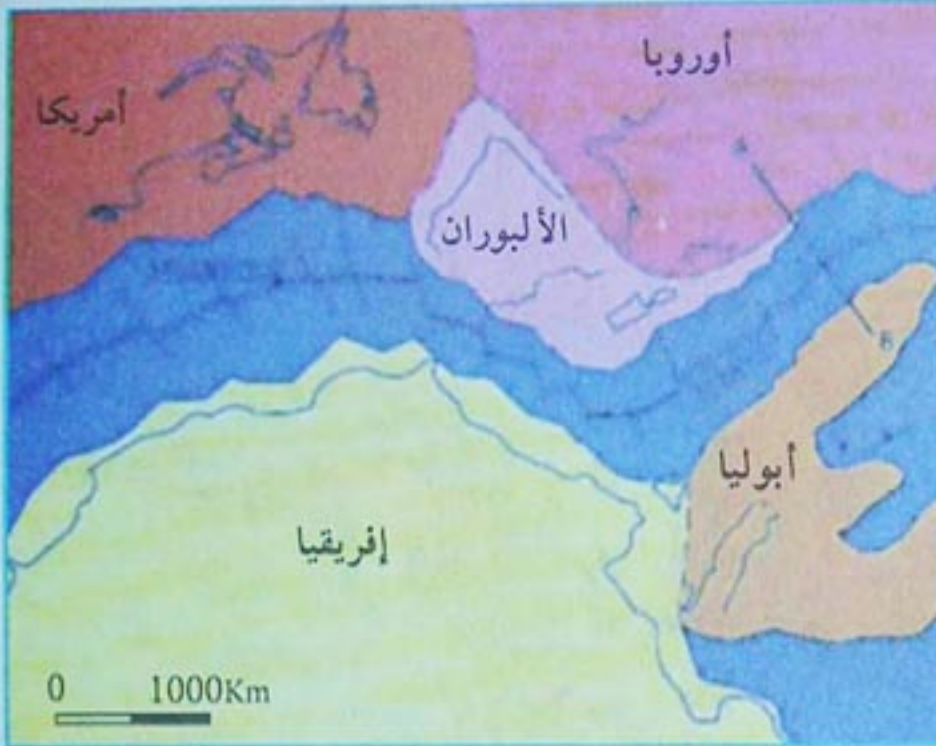 أوروبا
أمريكا
الألبوران
أبوليا
إفريقيا
0 1000Km